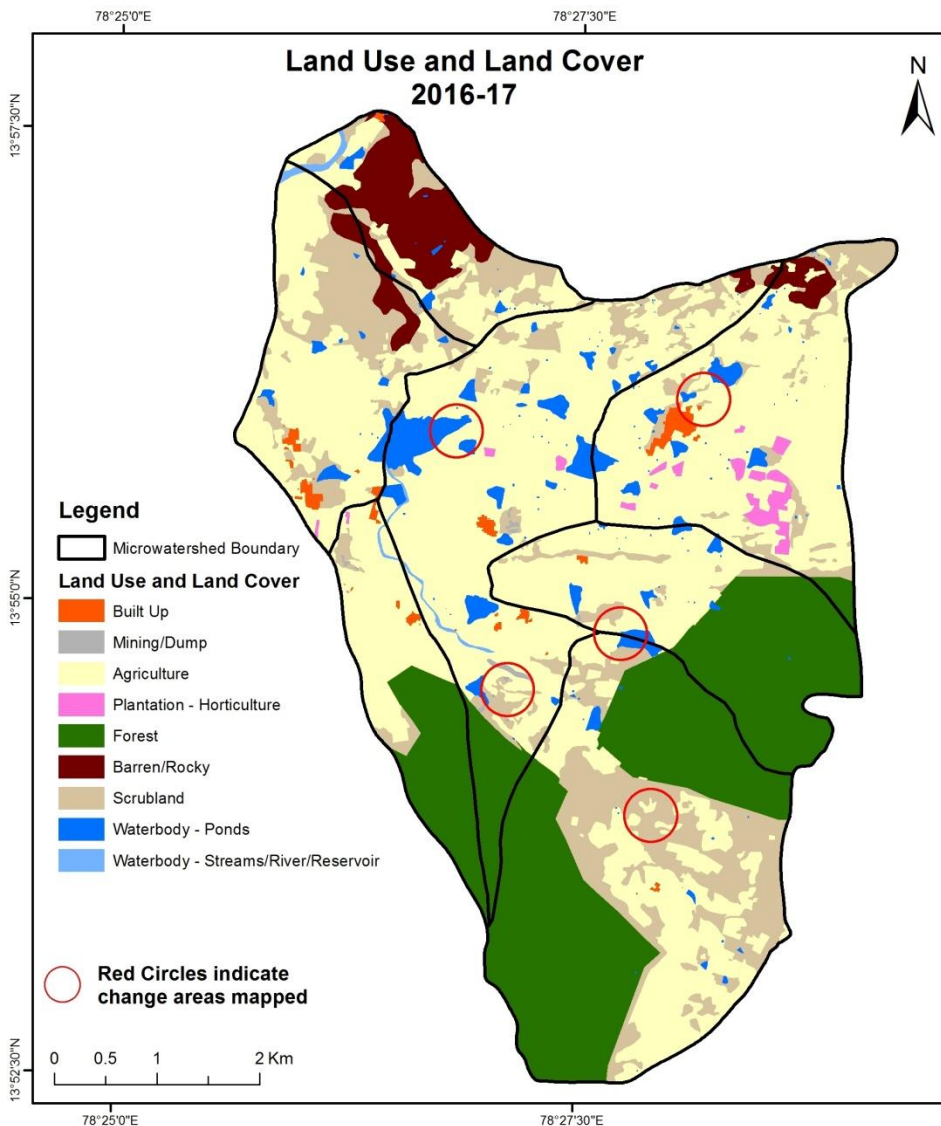 78°25'0"E
78°27'30"E
Land Use and Land Cover
2016-17
N
13°57'30"N
13°55'0"N
13°52'30"N
Legend
Microwatershed Boundary
Land Use and Land Cover
Built Up
Mining/Dump
Agriculture
Plantation - Horticulture
Forest
Barren/Rocky
Scrubland
Waterbody - Ponds
Waterbody - Streams/River/Reservoir
Red Circles indicate
change areas mapped
0 0.5 1 2 Km
78°25'0"E
78°27'30"E